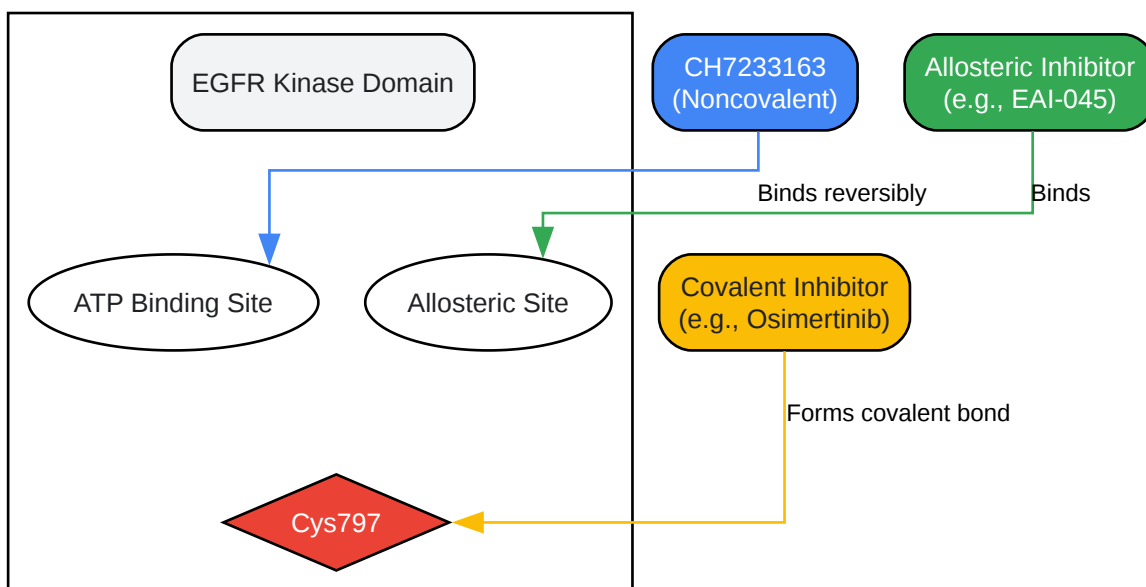 EGFR Kinase Domain
CH7233163
(Noncovalent)
Allosteric Inhibitor
(e.g., EAI-045)
Binds reversibly
Binds
ATP Binding Site
Allosteric Site
Covalent Inhibitor
(e.g., Osimertinib)
Forms covalent bond
Cys797